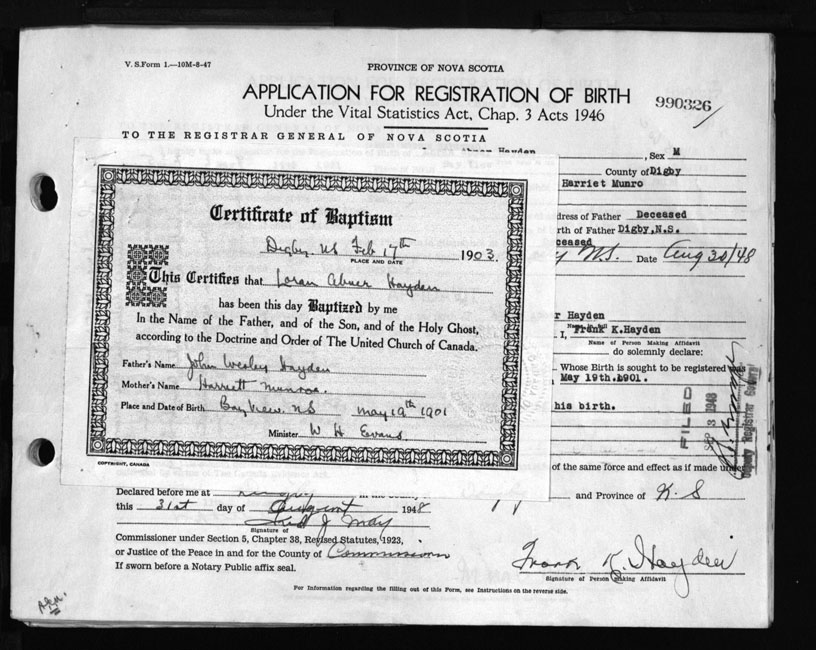 V. S. Form 1.—10M-8-47
PROVINCE OF NOVA SCOTIA
APPLICATION FOR REGISTRATION OF BIRTH
990326
Under the Vital Statistics Act, Chap. 3 Acts 1946
TO THE REGISTRAR GENERAL OF NOVA SCOTIA
Hayden, Sex M
County of Digby
Harriet Munro
dress of Father Deceased
rth of Father Digby, N.S.
ceased
N.S. Date Aug 30/48
Certificate of Baptism
Digby NS Feb 17th 1903.
PLACE AND DATE
This Certifies that Loran Abner Hayden
has been this day Baptized by me
In the Name of the Father, and of the Son, and of the Holy Ghost,
according to the Doctrine and Order of The United Church of Canada.
Father's Name John Wesley Hayden
Mother's Name Harriett Munroe
Place and Date of Birth Bay View NS May 19th 1901
Minister W H Evans
COPYRIGHT, CANADA
r Hayden
I, Frank K. Hayden
Name of Person Making Affidavit
do solemnly declare:
Whose Birth is sought to be registered was
May 19th. 1901.
his birth.
FILED
1948
Deputy Registrar General
of the same force and effect as if made under
Declared before me at in the County and Province of N.S
this 31st day of August 1948
Signature of
Commissioner under Section 5, Chapter 38, Revised Statutes, 1923,
or Justice of the Peace in and for the County of Commission
If sworn before a Notary Public affix seal.
Frank K. Hayden
Signature of Person Making Affidavit
For Information regarding the filling out of this Form, see Instructions on the reverse side.